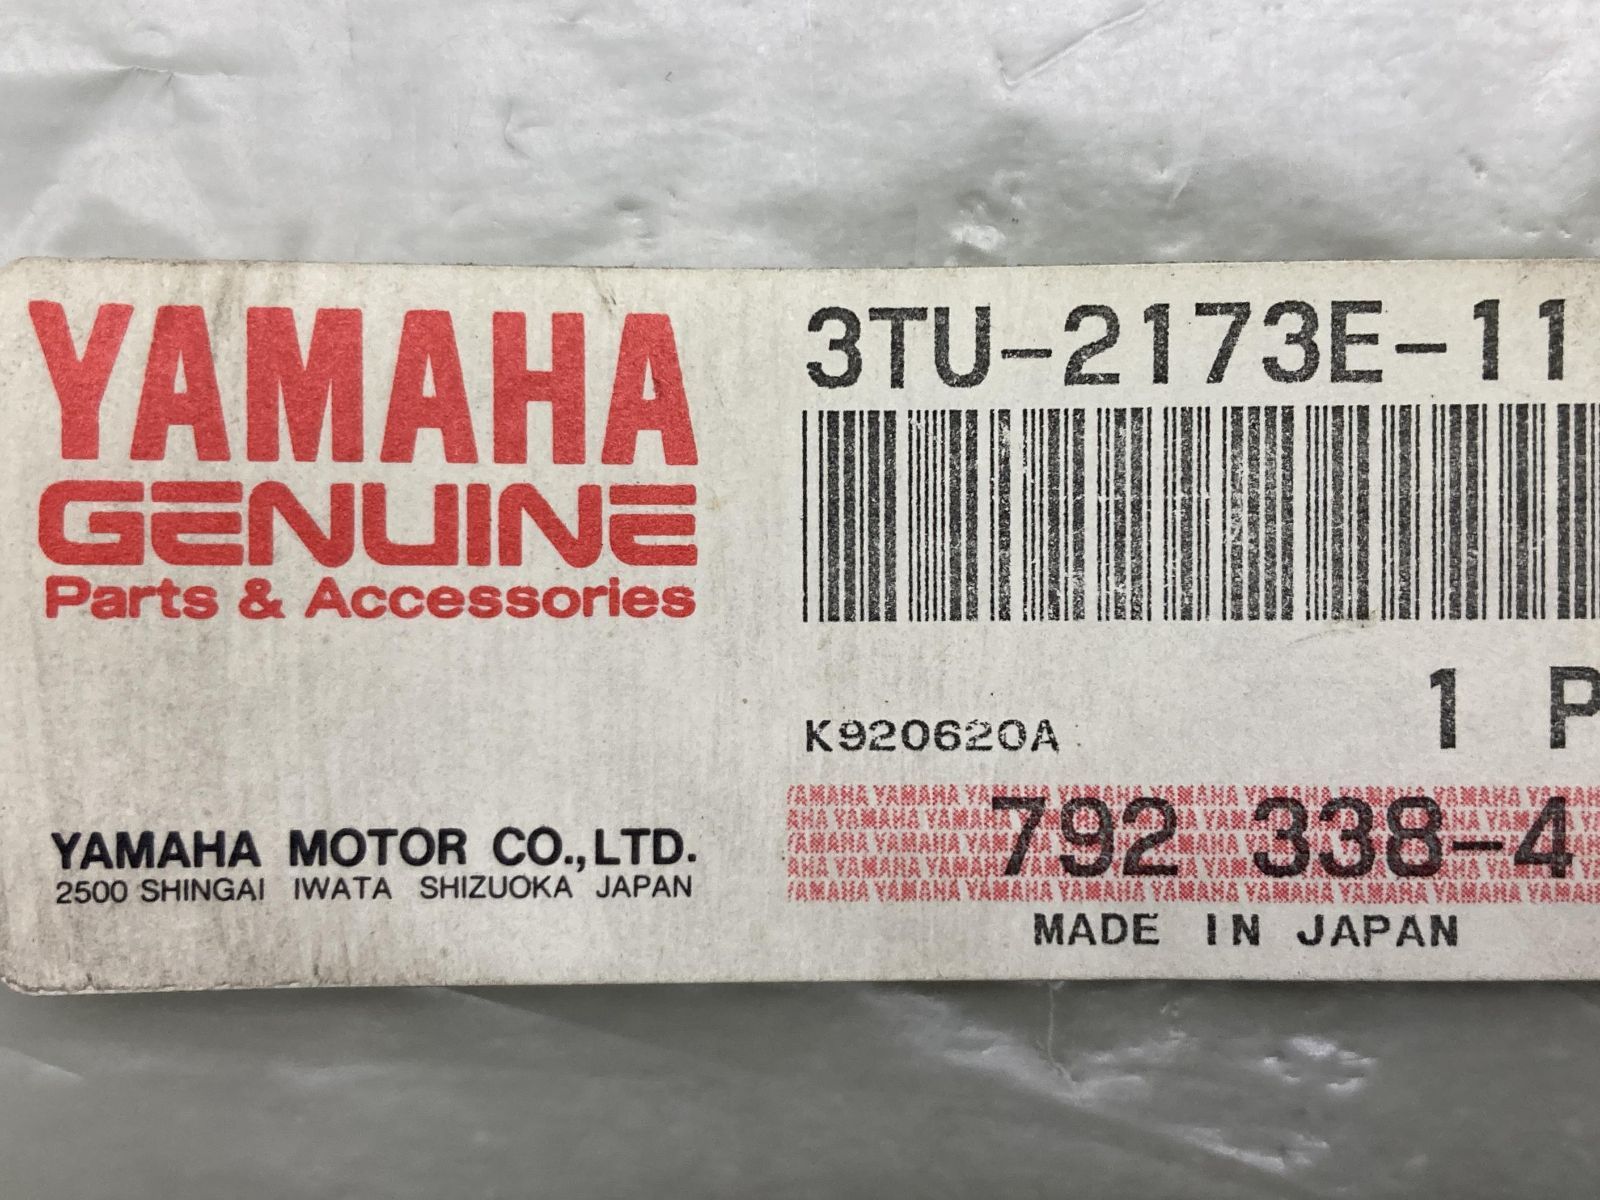 YAMAHA
GENUINE
Parts & Accessories
YAMAHA MOTOR CO.,LTD.
2500 SHINGAI IWATA SHIZUOKA JAPAN
3TU-2173E-11
1 P
K920620A
792 338-4
MADE IN JAPAN